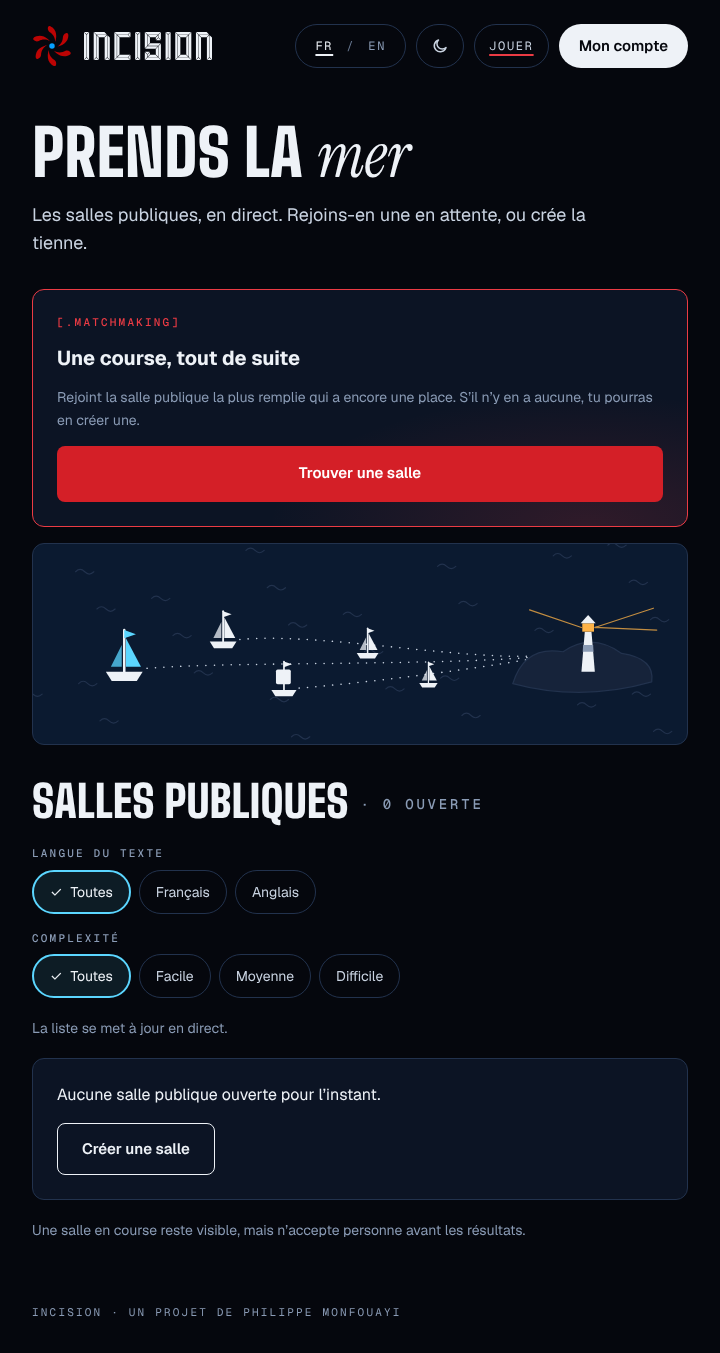 INCISION
FR / EN
JOUER
Mon compte
PRENDS LA mer
Les salles publiques, en direct. Rejoins-en une en attente, ou crée la
tienne.
[.MATCHMAKING]
Une course, tout de suite
Rejoint la salle publique la plus remplie qui a encore une place. S’il n’y en a aucune, tu pourras
en créer une.
Trouver une salle
SALLES PUBLIQUES · 0 OUVERTE
LANGUE DU TEXTE
✓ Toutes
Français
Anglais
COMPLEXITÉ
✓ Toutes
Facile
Moyenne
Difficile
La liste se met à jour en direct.
Aucune salle publique ouverte pour l’instant.
Créer une salle
Une salle en course reste visible, mais n’accepte personne avant les résultats.
INCISION · UN PROJET DE PHILIPPE MONFOUAYI